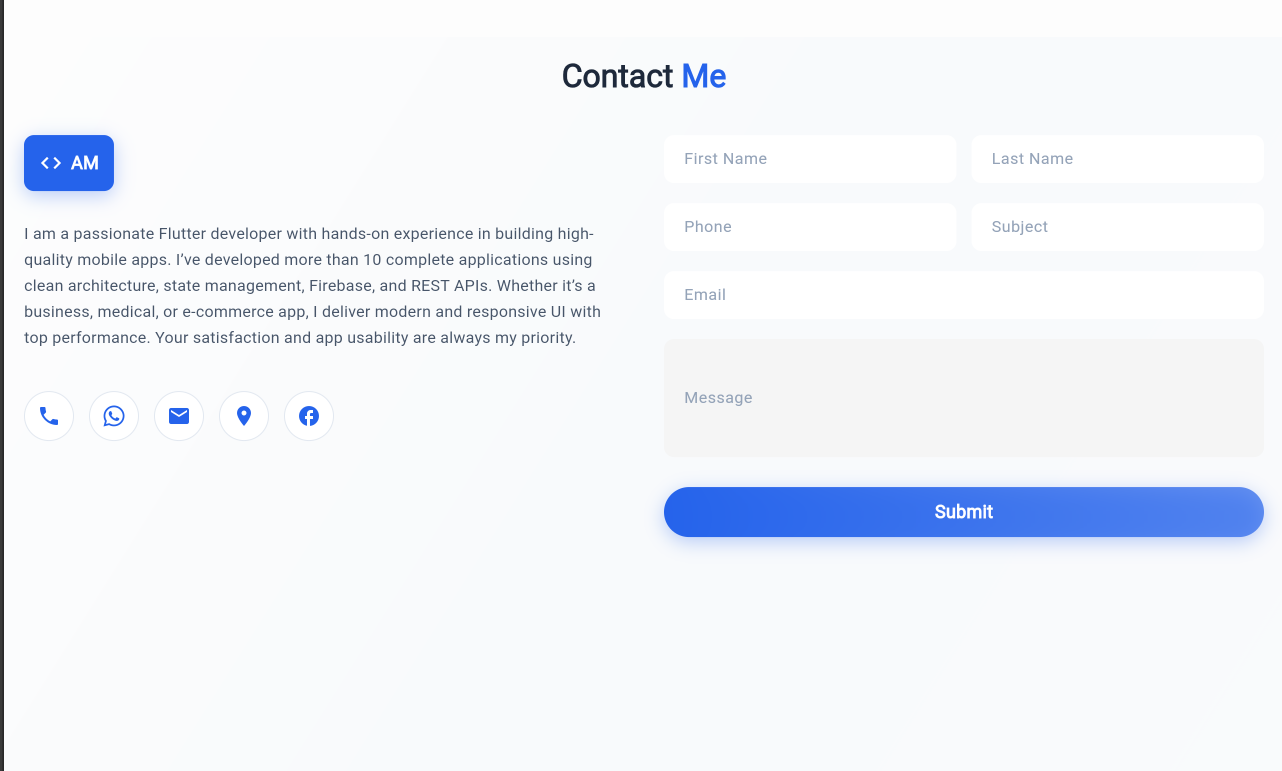 Contact Me
AM
I am a passionate Flutter developer with hands-on experience in building high-
quality mobile apps. I’ve developed more than 10 complete applications using
clean architecture, state management, Firebase, and REST APIs. Whether it’s a
business, medical, or e-commerce app, I deliver modern and responsive UI with
top performance. Your satisfaction and app usability are always my priority.
First Name
Last Name
Phone
Subject
Email
Message
Submit